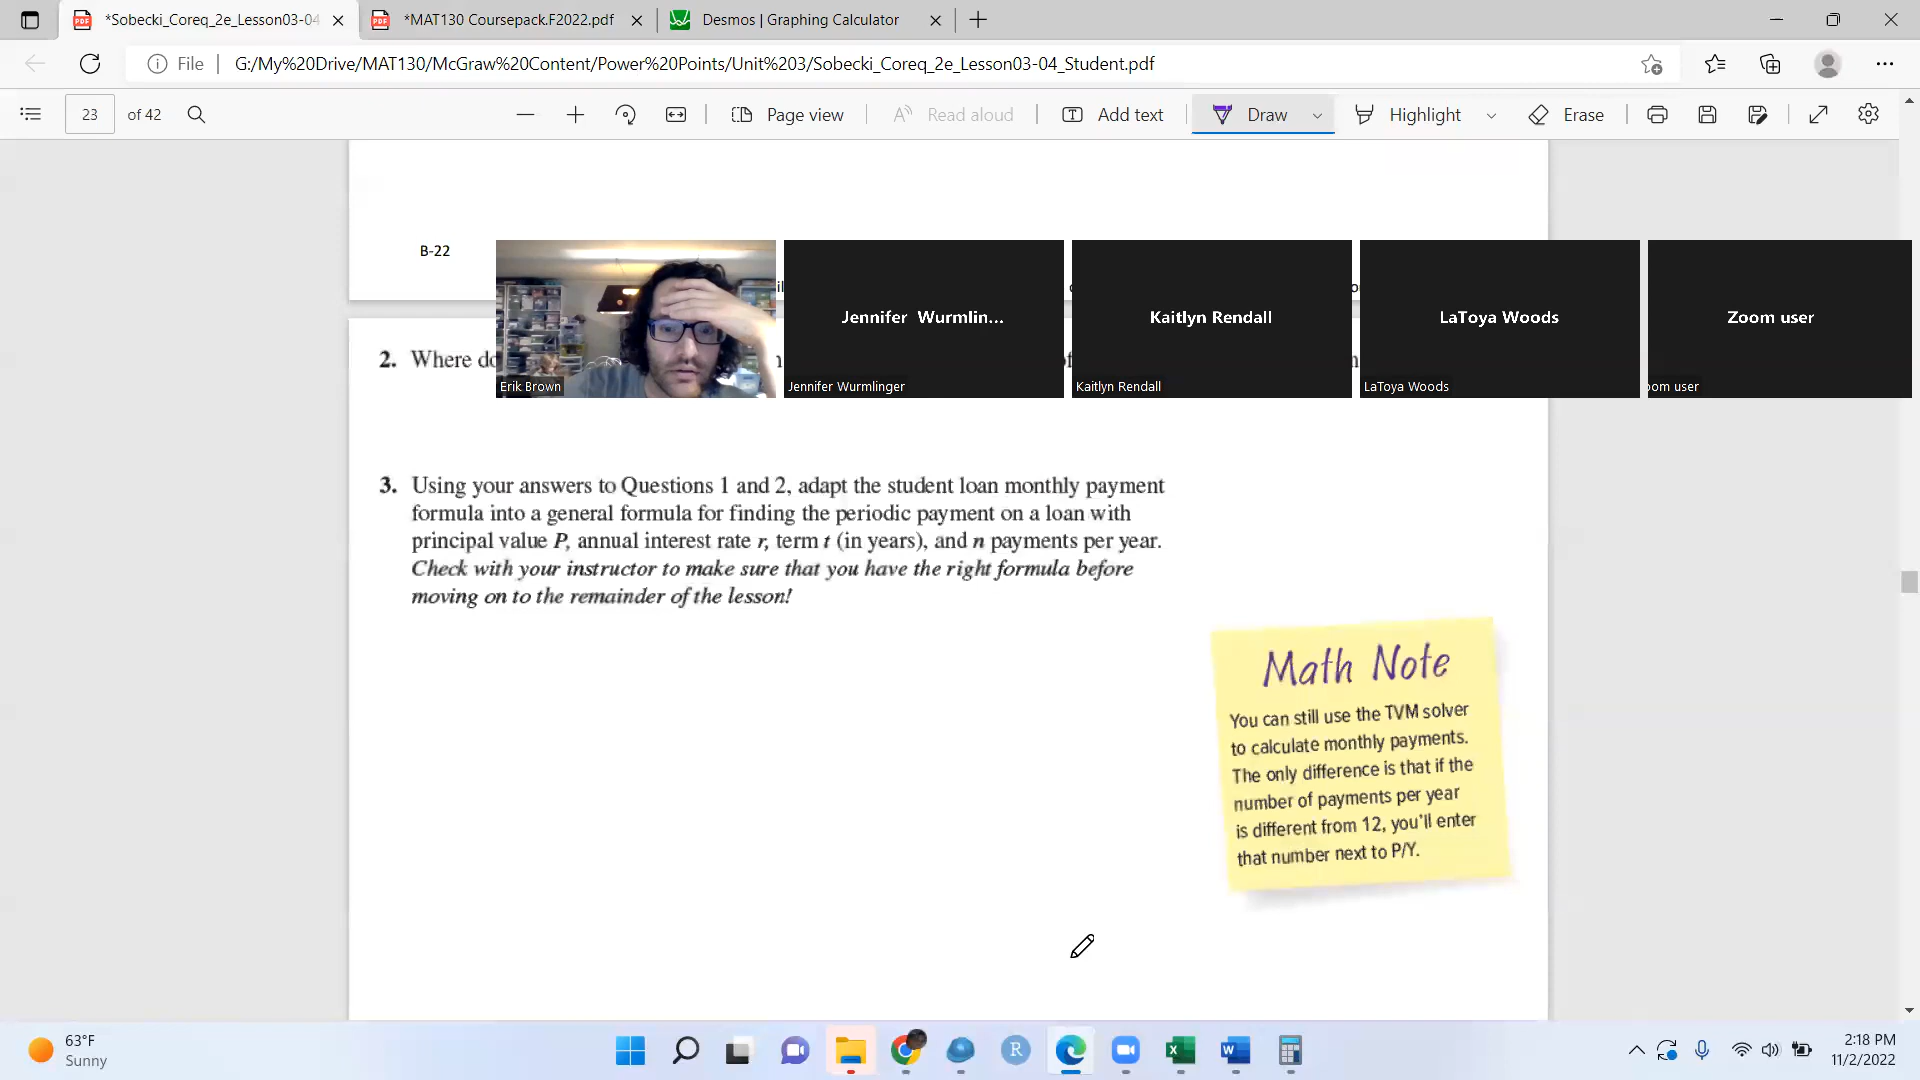 *Sobecki_Coreq_2e_Lesson03-04
*MAT130 Coursepack.F2022.pdf
Desmos | Graphing Calculator
File
G:/My%20Drive/MAT130/McGraw%20Content/Power%20Points/Unit%203/Sobecki_Coreq_2e_Lesson03-04_Student.pdf
23 of 42
Page view
Read aloud
Add text
Draw
Highlight
Erase
B-22
Erik Brown
Jennifer Wurmlin...
Jennifer Wurmlinger
Kaitlyn Rendall
Kaitlyn Rendall
LaToya Woods
LaToya Woods
Zoom user
oom user
2. Where do
3. Using your answers to Questions 1 and 2, adapt the student loan monthly payment
formula into a general formula for finding the periodic payment on a loan with
principal value P, annual interest rate r, term t (in years), and n payments per year.
Check with your instructor to make sure that you have the right formula before
moving on to the remainder of the lesson!
Math Note
You can still use the TVM solver
to calculate monthly payments.
The only difference is that if the
number of payments per year
is different from 12, you'll enter
that number next to P/Y.
63°F
Sunny
2:18 PM
11/2/2022